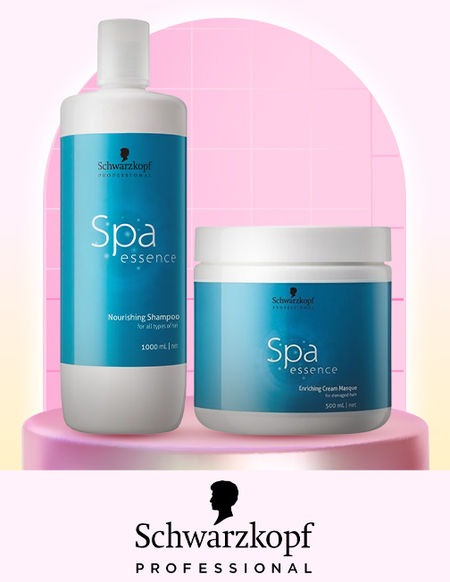 Schwarzkopf
PROFESSIONAL
Spa
essence
Nourishing Shampoo
for all types of hair
1000 mL | net
Schwarzkopf
PROFESSIONAL
Spa
essence
Enriching Cream Masque
for damaged hair
500 mL | net
Schwarzkopf
PROFESSIONAL